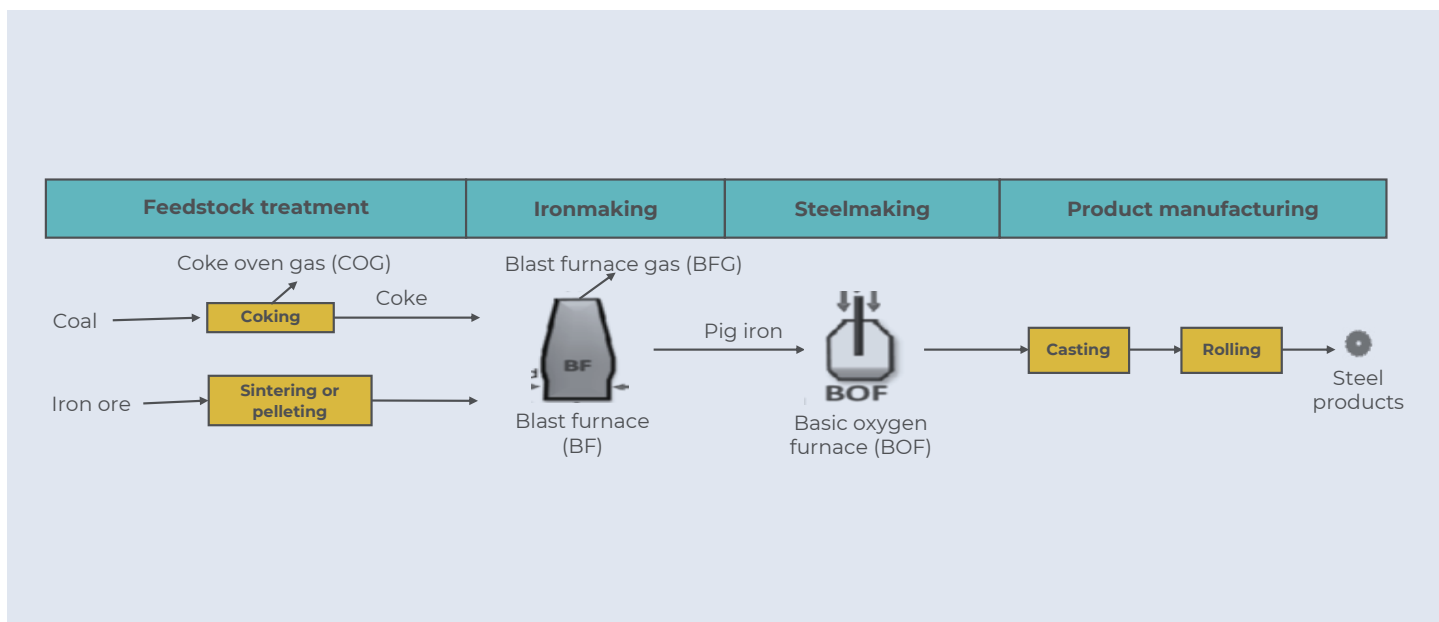 Feedstock treatment
Ironmaking
Steelmaking
Product manufacturing
Coke oven gas (COG)
Blast furnace gas (BFG)
Coal
Coking
Coke
Pig iron
BF
BOF
Casting
Rolling
Iron ore
Sintering or
pelleting
Blast furnace
(BF)
Basic oxygen
furnace (BOF)
Steel
products